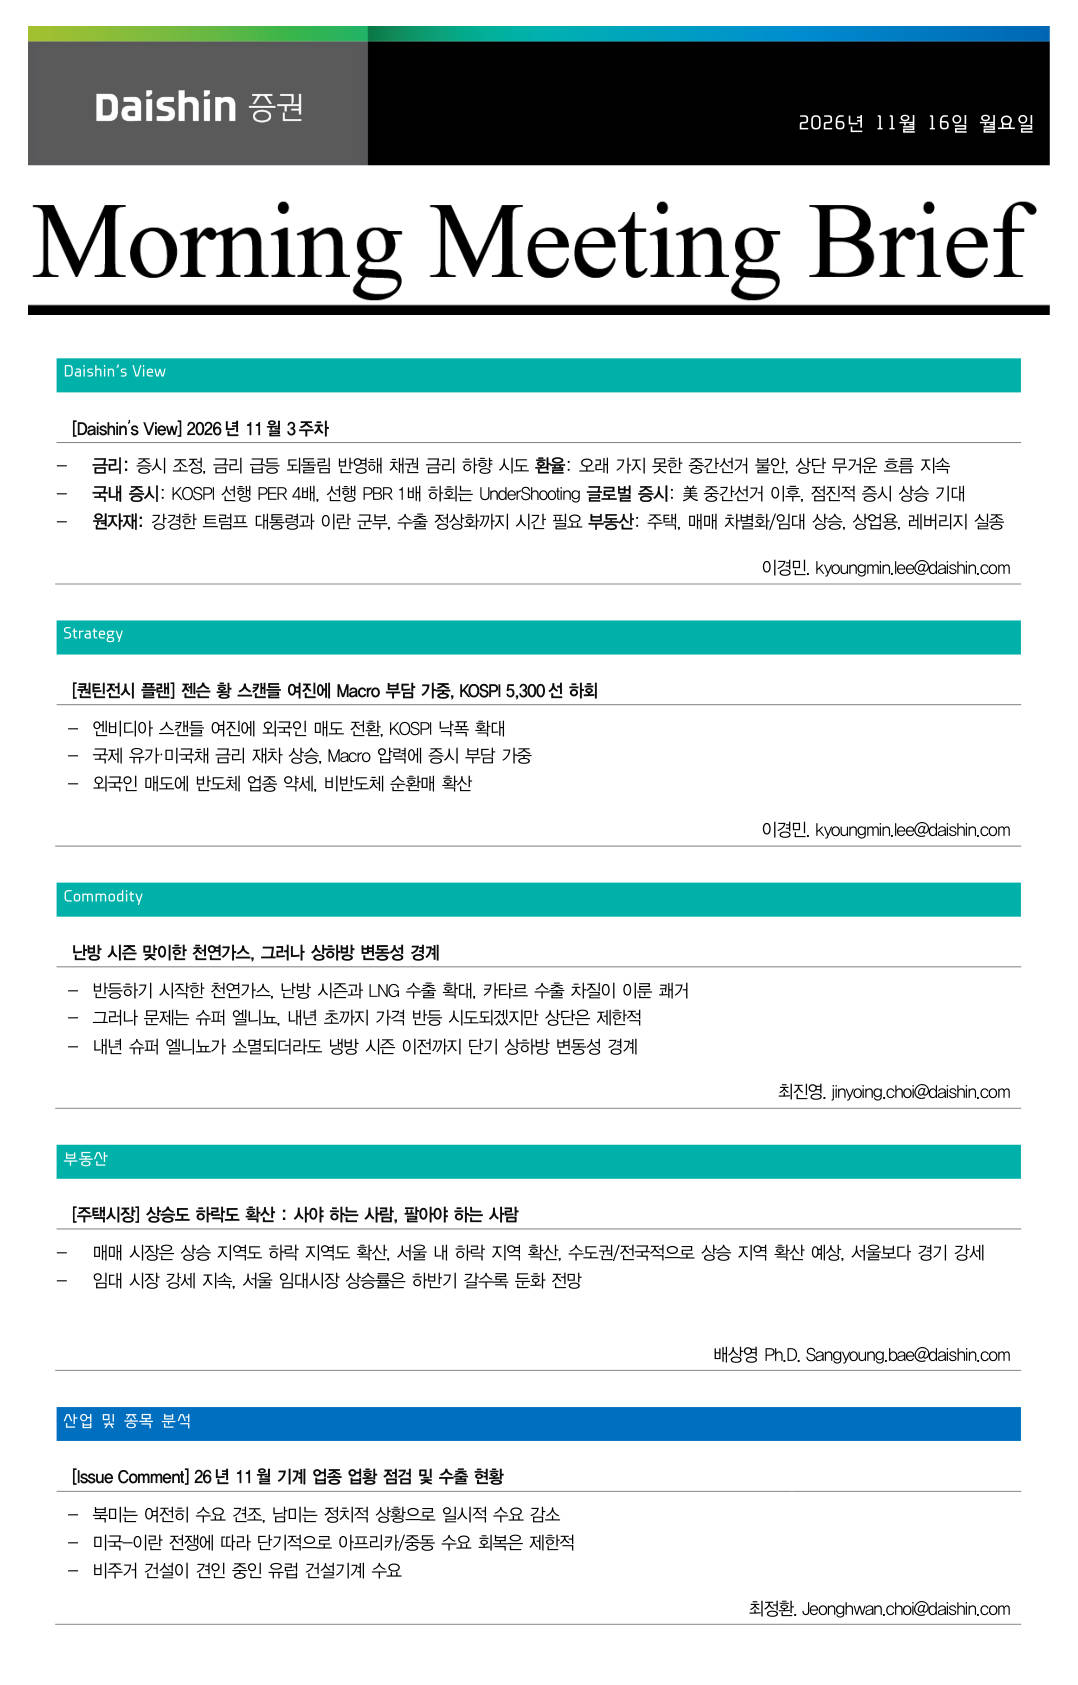 Daishin 증권
2026년 11월 16일 월요일
Morning Meeting Brief
Daishin's View
[Daishin's View] 2026년 11월 3주차
– 금리: 증시 조정, 금리 급등 되돌림 반영해 채권 금리 하향 시도 환율: 오래 가지 못한 중간선거 불안, 상단 무거운 흐름 지속
– 국내 증시: KOSPI 선행 PER 4배, 선행 PBR 1배 하회는 UnderShooting 글로벌 증시: 美 중간선거 이후, 점진적 증시 상승 기대
– 원자재: 강경한 트럼프 대통령과 이란 군부, 수출 정상화까지 시간 필요 부동산: 주택, 매매 차별화/임대 상승, 상업용, 레버리지 실종
이경민. kyoungmin.lee@daishin.com
Strategy
[퀀틴전시 플랜] 젠슨 황 스캔들 여진에 Macro 부담 가중, KOSPI 5,300선 하회
– 엔비디아 스캔들 여진에 외국인 매도 전환, KOSPI 낙폭 확대
– 국제 유가·미국채 금리 재차 상승, Macro 압력에 증시 부담 가중
– 외국인 매도에 반도체 업종 약세, 비반도체 순환매 확산
이경민. kyoungmin.lee@daishin.com
Commodity
난방 시즌 맞이한 천연가스, 그러나 상하방 변동성 경계
– 반등하기 시작한 천연가스, 난방 시즌과 LNG 수출 확대, 카타르 수출 차질이 이룬 쾌거
– 그러나 문제는 슈퍼 엘니뇨, 내년 초까지 가격 반등 시도되겠지만 상단은 제한적
– 내년 슈퍼 엘니뇨가 소멸되더라도 냉방 시즌 이전까지 단기 상하방 변동성 경계
최진영. jinyoing.choi@daishin.com
부동산
[주택시장] 상승도 하락도 확산 : 사야 하는 사람, 팔아야 하는 사람
– 매매 시장은 상승 지역도 하락 지역도 확산, 서울 내 하락 지역 확산, 수도권/전국적으로 상승 지역 확산 예상, 서울보다 경기 강세
– 임대 시장 강세 지속, 서울 임대시장 상승률은 하반기 갈수록 둔화 전망
배상영 Ph.D. Sangyoung.bae@daishin.com
산업 및 종목 분석
[Issue Comment] 26년 11월 기계 업종 업황 점검 및 수출 현황
– 북미는 여전히 수요 견조, 남미는 정치적 상황으로 일시적 수요 감소
– 미국–이란 전쟁에 따라 단기적으로 아프리카/중동 수요 회복은 제한적
– 비주거 건설이 견인 중인 유럽 건설기계 수요
최정환. Jeonghwan.choi@daishin.com